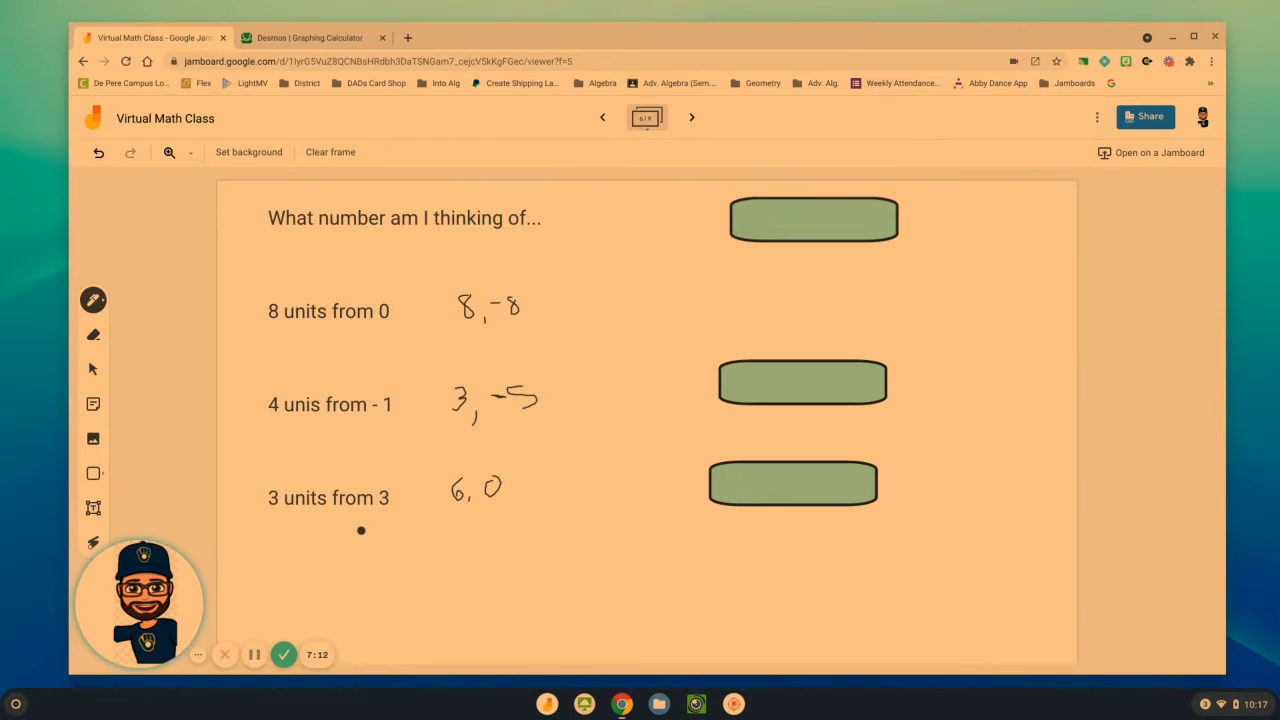 Virtual Math Class - Google Jam
Desmos | Graphing Calculator
jamboard.google.com/d/1IyrG5VuZ8QCNBsHRdbh3DaTSNGam7_cejcV5kKgFGec/viewer?f=5
De Pere Campus Lo... Flex LightMV District DADs Card Shop Into Alg Create Shipping La... Algebra Adv. Algebra (Sem... Geometry Adv. Alg. Weekly Attendance... Abby Dance App Jamboards
Virtual Math Class
6/9
Share
Set background Clear frame
Open on a Jamboard
What number am I thinking of...
8 units from 0 8, -8
4 unis from - 1 3, -5
3 units from 3 6, 0
7:12
10:17